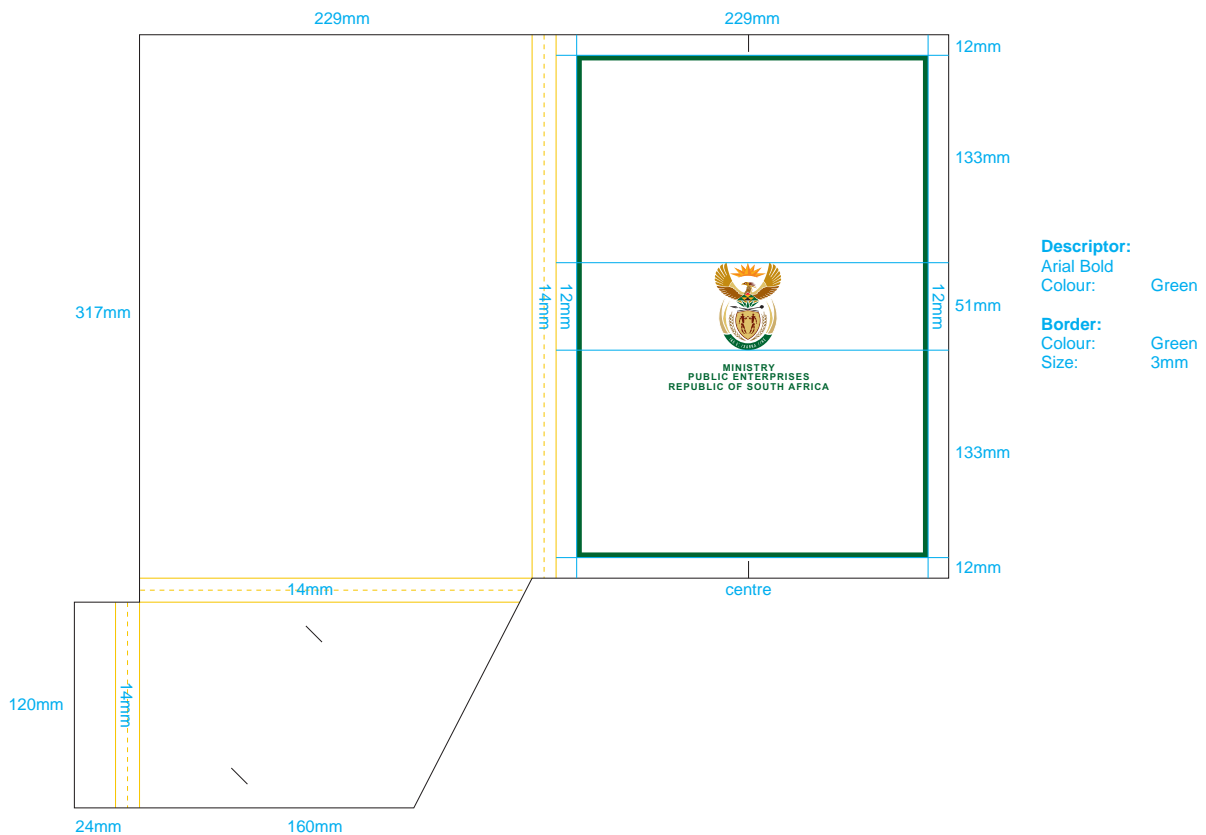 229mm
229mm
12mm
133mm
Descriptor:
Arial Bold
Colour: Green
317mm
14mm
12mm
12mm
51mm
Border:
Colour: Green
Size: 3mm
MINISTRY
PUBLIC ENTERPRISES
REPUBLIC OF SOUTH AFRICA
133mm
12mm
14mm
centre
120mm
14mm
24mm
160mm